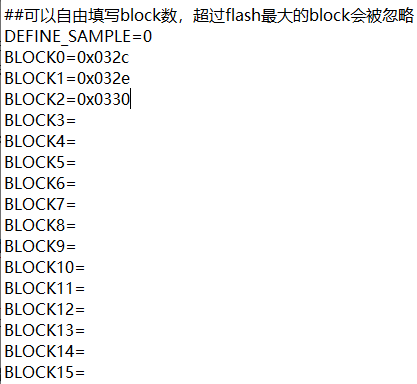 ##可以自由填写block数，超过flash最大的block会被忽略
DEFINE_SAMPLE=0
BLOCK0=0x032c
BLOCK1=0x032e
BLOCK2=0x0330
BLOCK3=
BLOCK4=
BLOCK5=
BLOCK6=
BLOCK7=
BLOCK8=
BLOCK9=
BLOCK10=
BLOCK11=
BLOCK12=
BLOCK13=
BLOCK14=
BLOCK15=